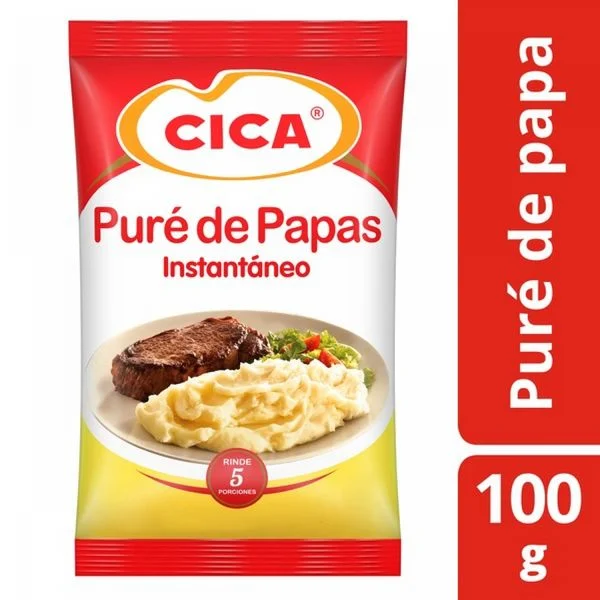 CICA®
Puré de Papas
Instantáneo
RINDE
5
PORCIONES
Puré de papa
100
g